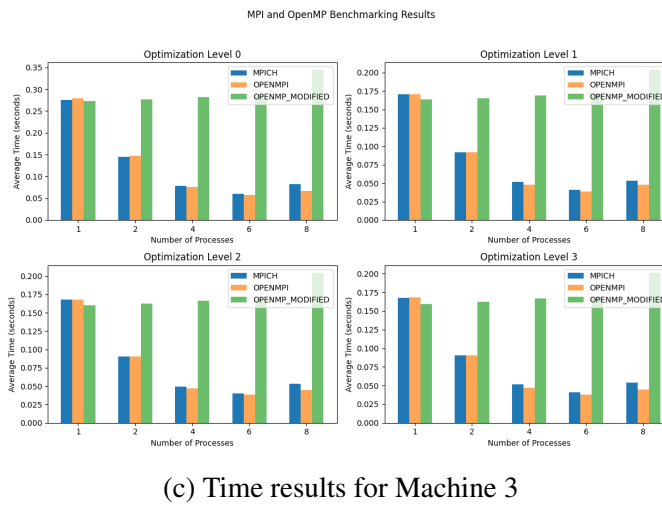 MPI and OpenMP Benchmarking Results
Optimization Level 0
Average Time (seconds)
0.35
0.30
0.25
0.20
0.15
0.10
0.05
0.00
MPICH
OPENMPI
OPENMP_MODIFIED
1 2 4 6 8
Number of Processes
Optimization Level 1
Average Time (seconds)
0.200
0.175
0.150
0.125
0.100
0.075
0.050
0.025
0.000
MPICH
OPENMPI
OPENMP_MODIFIED
1 2 4 6 8
Number of Processes
Optimization Level 2
Average Time (seconds)
0.200
0.175
0.150
0.125
0.100
0.075
0.050
0.025
0.000
MPICH
OPENMPI
OPENMP_MODIFIED
1 2 4 6 8
Number of Processes
Optimization Level 3
Average Time (seconds)
0.200
0.175
0.150
0.125
0.100
0.075
0.050
0.025
0.000
MPICH
OPENMPI
OPENMP_MODIFIED
1 2 4 6 8
Number of Processes
(c) Time results for Machine 3